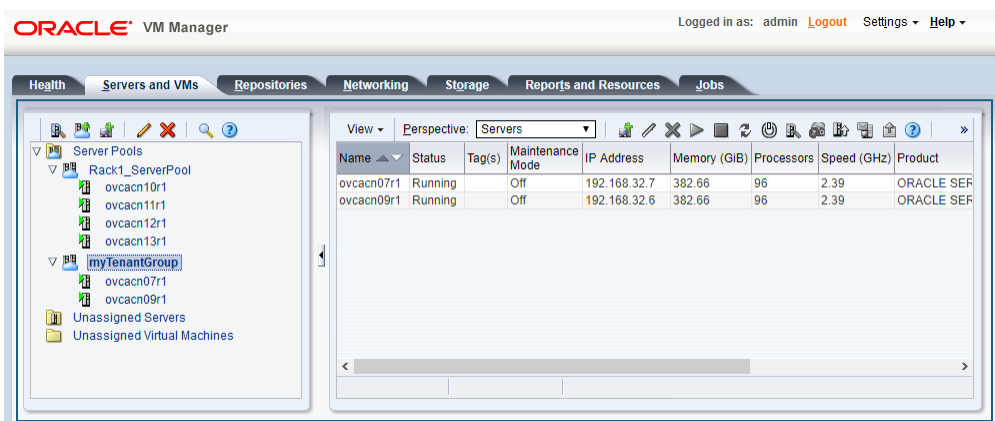 ORACLE VM Manager
Logged in as: admin Logout Settings Help
Health Servers and VMs Repositories Networking Storage Reports and Resources Jobs
View Perspective: Servers
Server Pools
Rack1_ServerPool
ovcacn10r1
ovcacn11r1
ovcacn12r1
ovcacn13r1
myTenantGroup
ovcacn07r1
ovcacn09r1
Unassigned Servers
Unassigned Virtual Machines
Name Status Tag(s) Maintenance Mode IP Address Memory (GiB) Processors Speed (GHz) Product
ovcacn07r1 Running Off 192.168.32.7 382.66 96 2.39 ORACLE SER
ovcacn09r1 Running Off 192.168.32.6 382.66 96 2.39 ORACLE SER